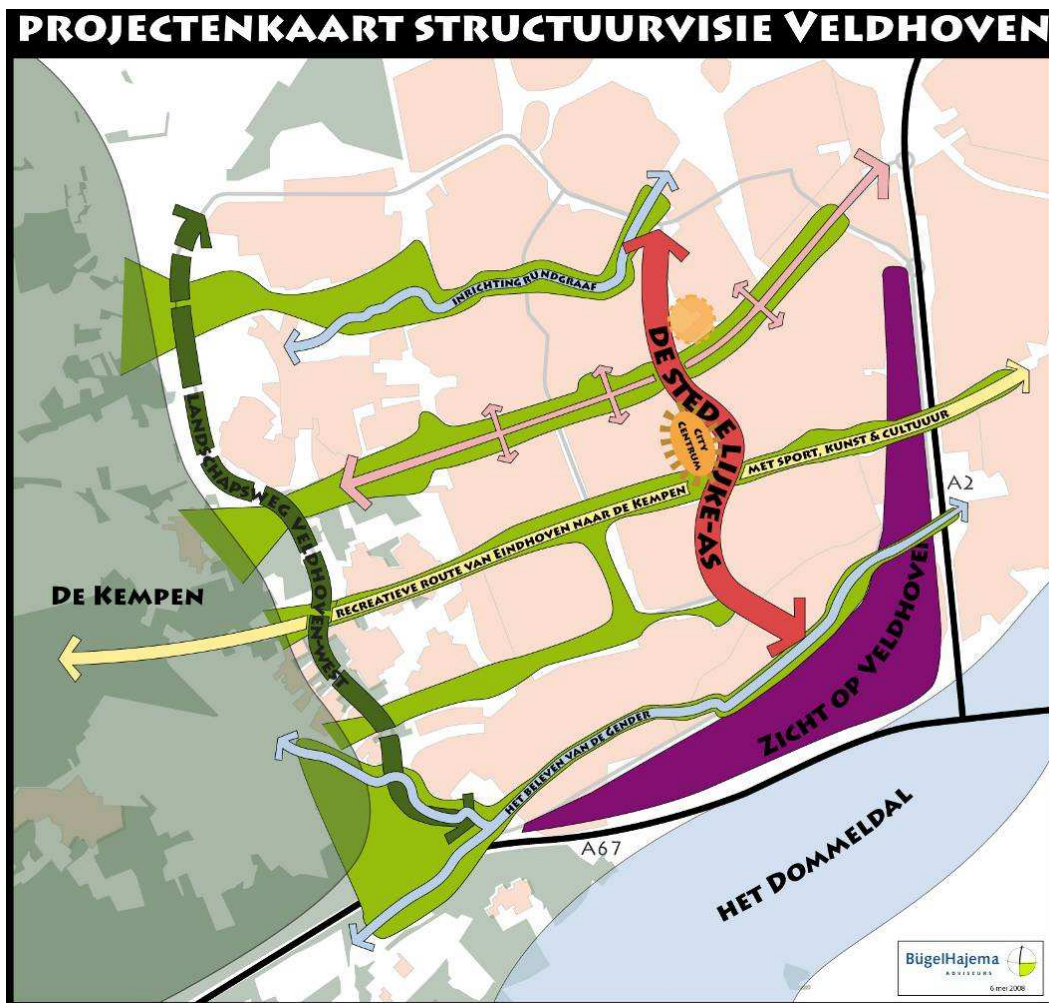 PROJECTENKAART STRUCTUURVISIE VELDHOVEN
INRICHTING RUNDGRAAF
DE STEDELIJKE-AS
LANDSCHAPSWEG VELDHOVEN-WEST
CITY
CENTRUM
MET SPORT, KUNST & CULTUUUR
A2
RECREATIEVE ROUTE VAN EINDHOVEN NAAR DE KEMPEN
DE KEMPEN
ZICHT OP VELDHOVEN
HET BELEVEN VAN DE GENDER
A67
HET DOMMELDAL
BügelHajema
ADVISEURS
6 mei 2008